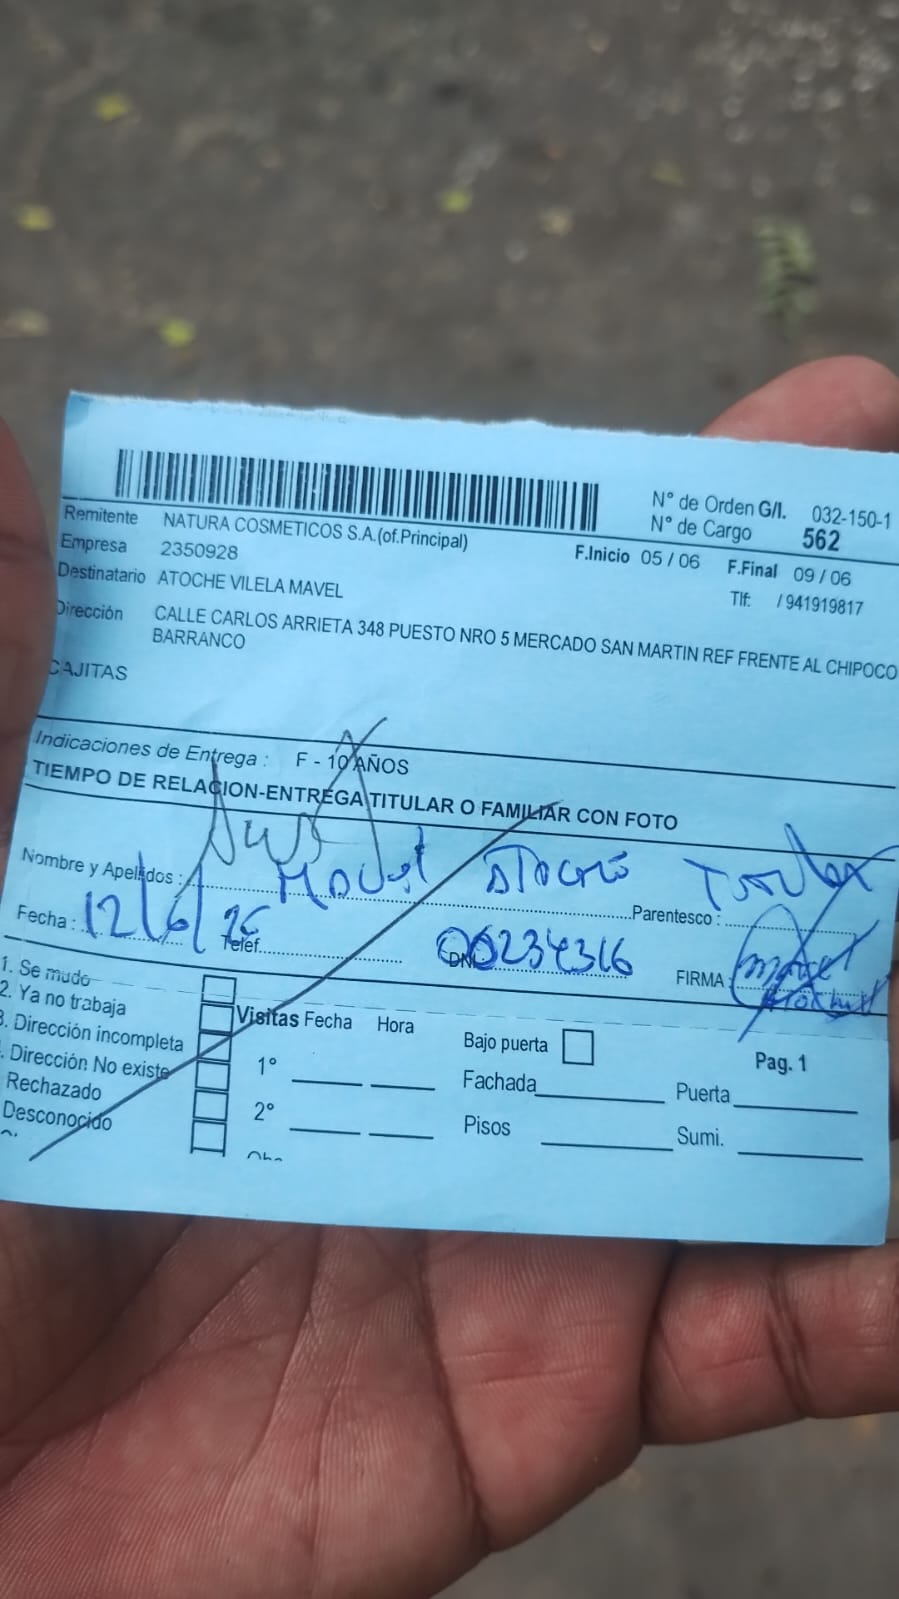 N° de Orden G/I. 032-150-1
N° de Cargo 562
Remitente NATURA COSMETICOS S.A.(of.Principal)
F.Inicio 05 / 06 F.Final 09 / 06
Empresa 2350928
Tlf: / 941919817
Destinatario ATOCHE VILELA MAVEL
Dirección CALLE CARLOS ARRIETA 348 PUESTO NRO 5 MERCADO SAN MARTIN REF FRENTE AL CHIPOCO
BARRANCO
CAJITAS
Indicaciones de Entrega : F - 10 AÑOS
TIEMPO DE RELACION-ENTREGA TITULAR O FAMILIAR CON FOTO
Nombre y Apellidos : Mavel Atoche Parentesco :
Fecha : 12/6/ Teléf. DNI 00234316 FIRMA
1. Se mudo
2. Ya no trabaja
3. Dirección incompleta
. Dirección No existe
Rechazado
Desconocido
Visitas Fecha Hora
1°
2°
Bajo puerta
Pag. 1
Fachada Puerta
Pisos Sumi.